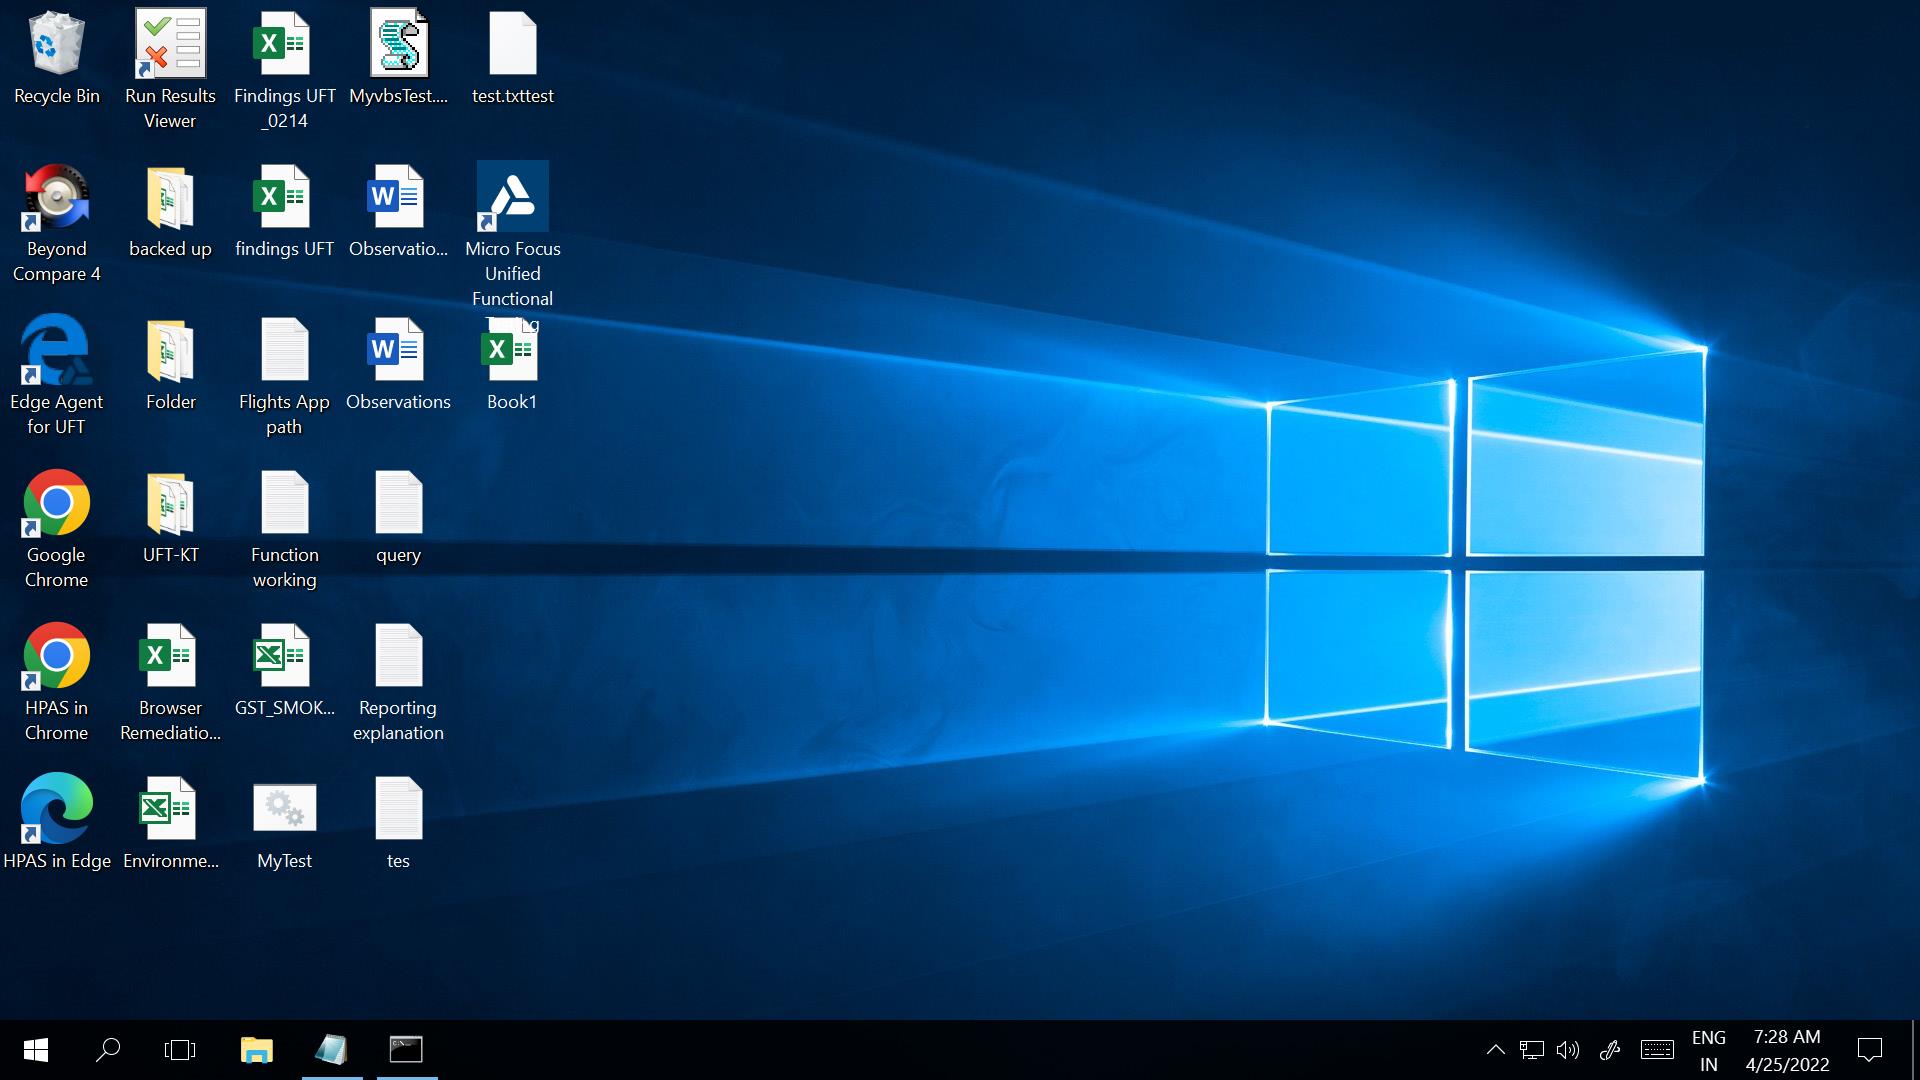 Recycle Bin
Run Results
Viewer
Findings UFT
_0214
MyvbsTest....
test.txttest
Beyond
Compare 4
backed up
findings UFT
Observatio...
Micro Focus
Unified
Functional
Edge Agent
for UFT
Folder
Flights App
path
Observations
Book1
Google
Chrome
UFT-KT
Function
working
query
HPAS in
Chrome
Browser
Remediatio...
GST_SMOK...
Reporting
explanation
HPAS in Edge
Environme...
MyTest
tes
ENG
IN
7:28 AM
4/25/2022